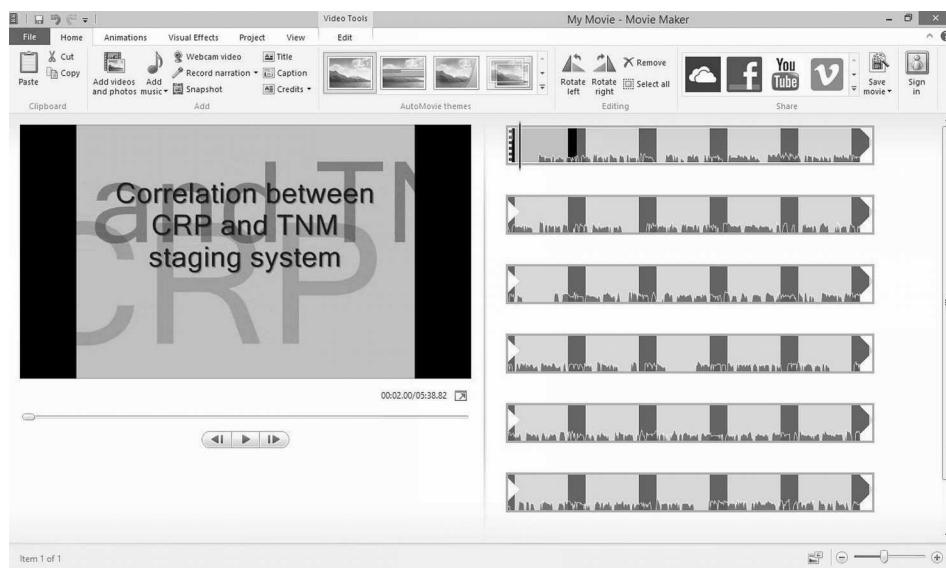 Video Tools
My Movie - Movie Maker
File Home Animations Visual Effects Project View Edit
Paste
Cut
Copy
Clipboard
Add videos and photos
Add music
Webcam video
Record narration
Snapshot
Title
Caption
Credits
Add
AutoMovie themes
Rotate left
Rotate right
Remove
Select all
Editing
f
You Tube
v
Share
Save movie
Sign in
and TN
CRP
Correlation between
CRP and TNM
staging system
00:02.00/05:38.82
Item 1 of 1